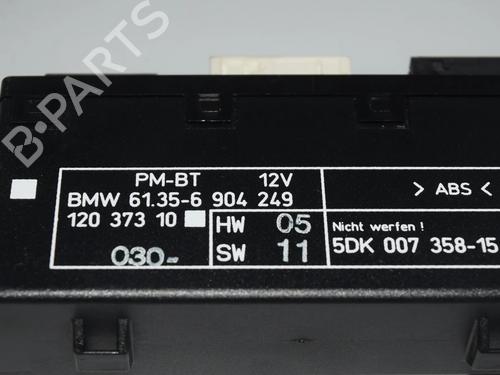 B-PARTS
PM-BT 12V
BMW 61.35-6 904 249
120 373 10 HW 05
030- SW 11
> ABS <
Nicht werfen !
5DK 007 358-15